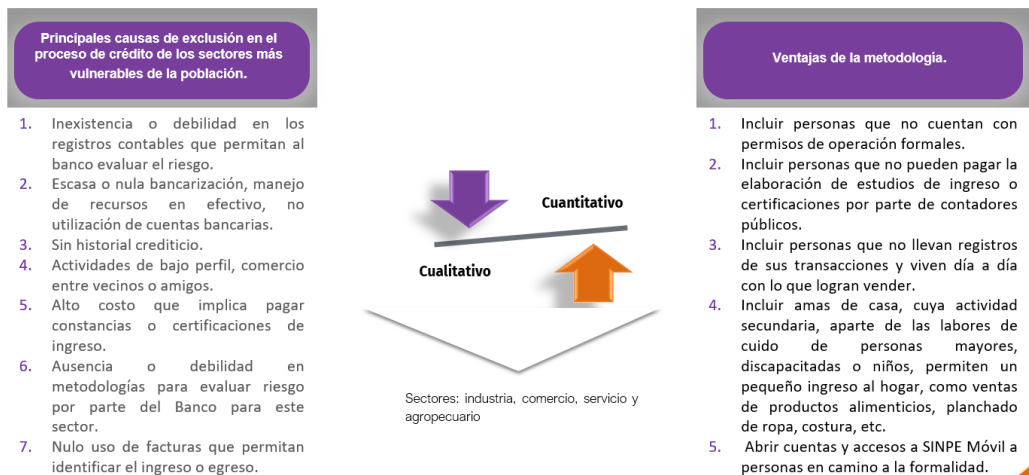 Principales causas de exclusión en el
proceso de crédito de los sectores más
vulnerables de la población.
1. Inexistencia o debilidad en los
registros contables que permitan al
banco evaluar el riesgo.
2. Escasa o nula bancarización, manejo
de recursos en efectivo, no
utilización de cuentas bancarias.
3. Sin historial crediticio.
4. Actividades de bajo perfil, comercio
entre vecinos o amigos.
5. Alto costo que implica pagar
constancias o certificaciones de
ingreso.
6. Ausencia o debilidad en
metodologías para evaluar riesgo
por parte del Banco para este
sector.
7. Nulo uso de facturas que permitan
identificar el ingreso o egreso.
Cuantitativo
Cualitativo
Sectores: industria, comercio, servicio y
agropecuario
Ventajas de la metodología.
1. Incluir personas que no cuentan con
permisos de operación formales.
2. Incluir personas que no pueden pagar la
elaboración de estudios de ingreso o
certificaciones por parte de contadores
públicos.
3. Incluir personas que no llevan registros
de sus transacciones y viven día a día
con lo que logran vender.
4. Incluir amas de casa, cuya actividad
secundaria, aparte de las labores de
cuido de personas mayores,
discapacitadas o niños, permiten un
pequeño ingreso al hogar, como ventas
de productos alimenticios, planchado
de ropa, costura, etc.
5. Abrir cuentas y accesos a SINPE Móvil a
personas en camino a la formalidad.